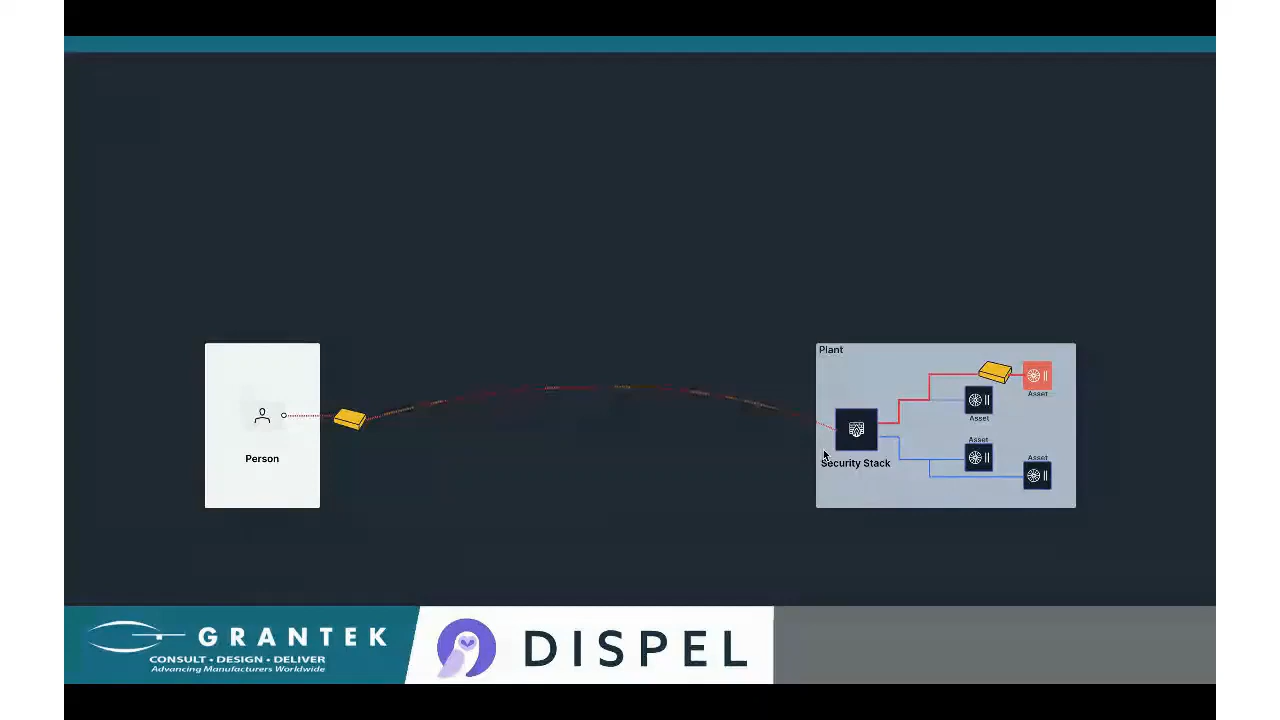 Plant
Asset
Asset
Asset
Asset
Security Stack
Person
GRANTEK
CONSULT • DESIGN • DELIVER
Advancing Manufacturers Worldwide
DISPEL